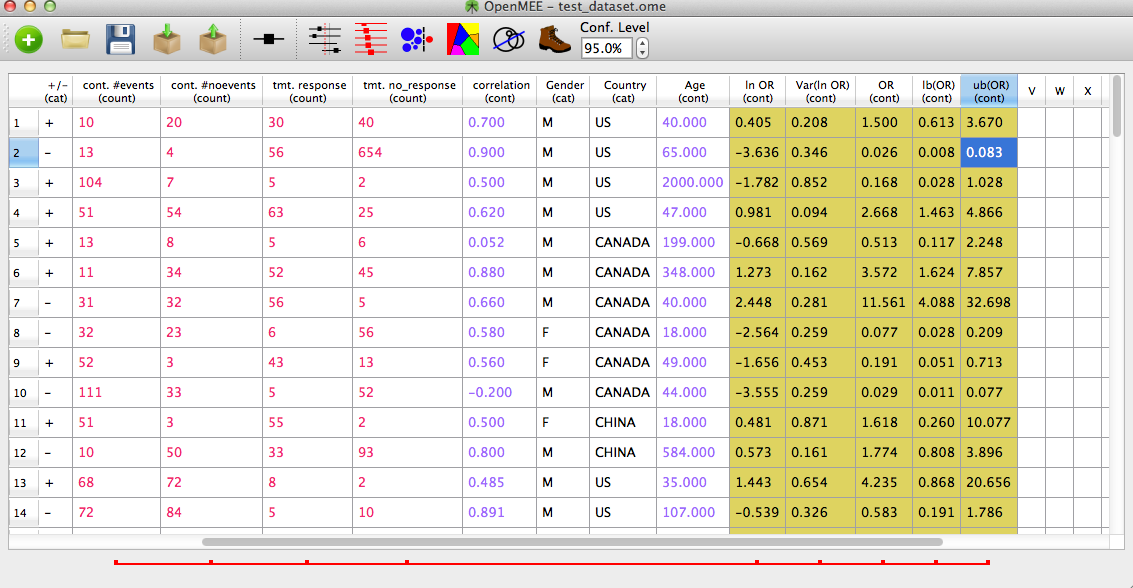 OpenMEE – test_dataset.ome
Conf. Level
95.0%
+/- (cat) cont. #events (count) cont. #noevents (count) tmt. response (count) tmt. no_response (count) correlation (cont) Gender (cat) Country (cat) Age (cont) ln OR (cont) Var(ln OR) (cont) OR (cont) lb(OR) (cont) ub(OR) (cont) V W X
1 + 10 20 30 40 0.700 M US 40.000 0.405 0.208 1.500 0.613 3.670
2 − 13 4 56 654 0.900 M US 65.000 −3.636 0.346 0.026 0.008 0.083
3 + 104 7 5 2 0.500 M US 2000.000 −1.782 0.852 0.168 0.028 1.028
4 + 51 54 63 25 0.620 M US 47.000 0.981 0.094 2.668 1.463 4.866
5 + 13 8 5 6 0.052 M CANADA 199.000 −0.668 0.569 0.513 0.117 2.248
6 + 11 34 52 45 0.880 M CANADA 348.000 1.273 0.162 3.572 1.624 7.857
7 − 31 32 56 5 0.660 M CANADA 40.000 2.448 0.281 11.561 4.088 32.698
8 − 32 23 6 56 0.580 F CANADA 18.000 −2.564 0.259 0.077 0.028 0.209
9 + 52 3 43 13 0.560 F CANADA 49.000 −1.656 0.453 0.191 0.051 0.713
10 − 111 33 5 52 −0.200 M CANADA 44.000 −3.555 0.259 0.029 0.011 0.077
11 + 51 3 55 2 0.500 F CHINA 18.000 0.481 0.871 1.618 0.260 10.077
12 − 10 50 33 93 0.800 M CHINA 584.000 0.573 0.161 1.774 0.808 3.896
13 + 68 72 8 2 0.485 M US 35.000 1.443 0.654 4.235 0.868 20.656
14 − 72 84 5 10 0.891 M US 107.000 −0.539 0.326 0.583 0.191 1.786